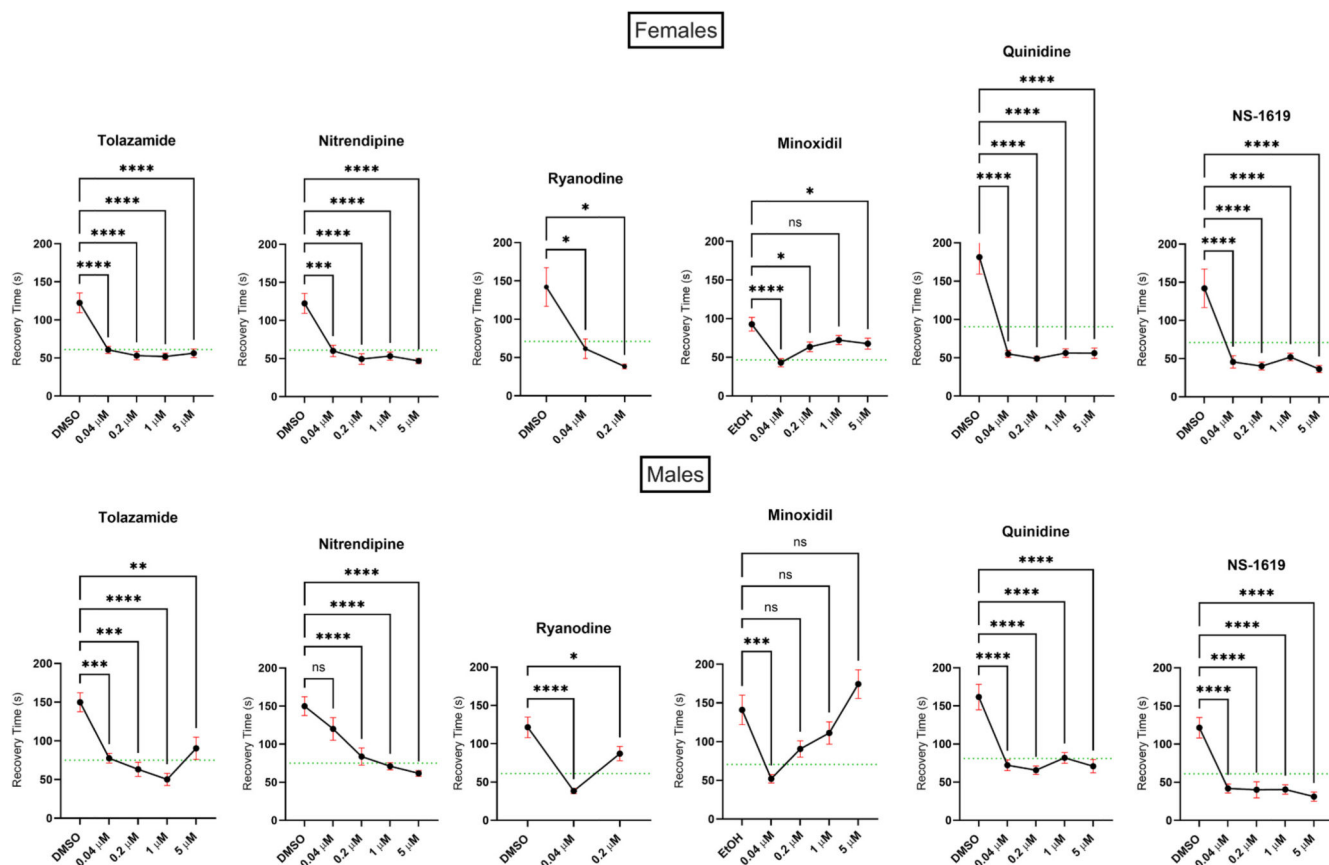 Females
Tolazamide
****
****
****
****
Recovery Time (s)
200
150
100
50
0
DMSO
0.04 μM
0.2 μM
1 μM
5 μM
Nitrendipine
****
****
****
***
Recovery Time (s)
200
150
100
50
0
DMSO
0.04 μM
0.2 μM
1 μM
5 μM
Ryanodine
*
*
Recovery Time (s)
200
150
100
50
0
DMSO
0.04 μM
0.2 μM
Minoxidil
*
ns
*
****
Recovery Time (s)
200
150
100
50
0
EtOH
0.04 μM
0.2 μM
1 μM
5 μM
Quinidine
****
****
****
****
Recovery Time (s)
200
150
100
50
0
DMSO
0.04 μM
0.2 μM
1 μM
5 μM
NS-1619
****
****
****
****
Recovery Time (s)
200
150
100
50
0
DMSO
0.04 μM
0.2 μM
1 μM
5 μM
Males
Tolazamide
**
****
***
***
Recovery Time (s)
200
150
100
50
0
DMSO
0.04 μM
0.2 μM
1 μM
5 μM
Nitrendipine
****
****
****
ns
Recovery Time (s)
200
150
100
50
0
DMSO
0.04 μM
0.2 μM
1 μM
5 μM
Ryanodine
*
****
Recovery Time (s)
200
150
100
50
0
DMSO
0.04 μM
0.2 μM
Minoxidil
ns
ns
ns
***
Recovery Time (s)
200
150
100
50
0
EtOH
0.04 μM
0.2 μM
1 μM
5 μM
Quinidine
****
****
****
****
Recovery Time (s)
200
150
100
50
0
DMSO
0.04 μM
0.2 μM
1 μM
5 μM
NS-1619
****
****
****
****
Recovery Time (s)
200
150
100
50
0
DMSO
0.04 μM
0.2 μM
1 μM
5 μM